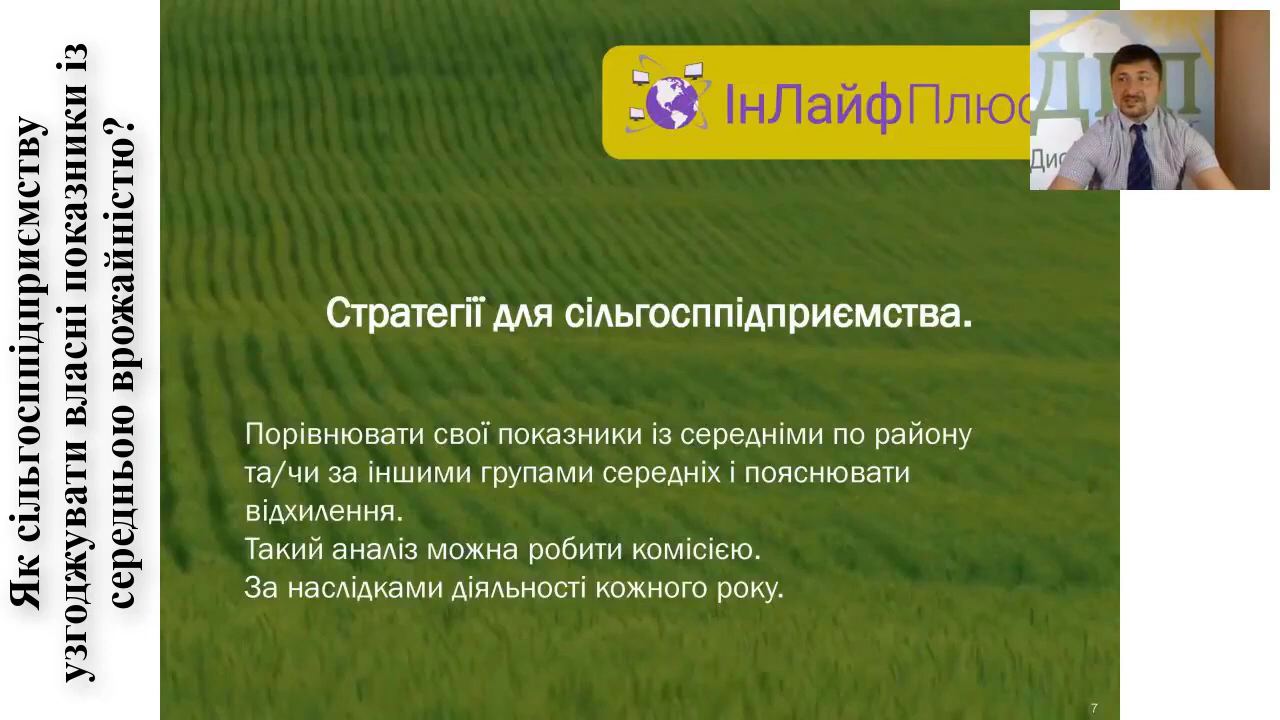 Як сільгосппідприємству
узгоджувати власні показники із
середньою врожайністю?
ІнЛайфПлюс
Стратегії для сільгосппідприємства.
Порівнювати свої показники із середніми по району
та/чи за іншими групами середніх і пояснювати
відхилення.
Такий аналіз можна робити комісією.
За наслідками діяльності кожного року.
7